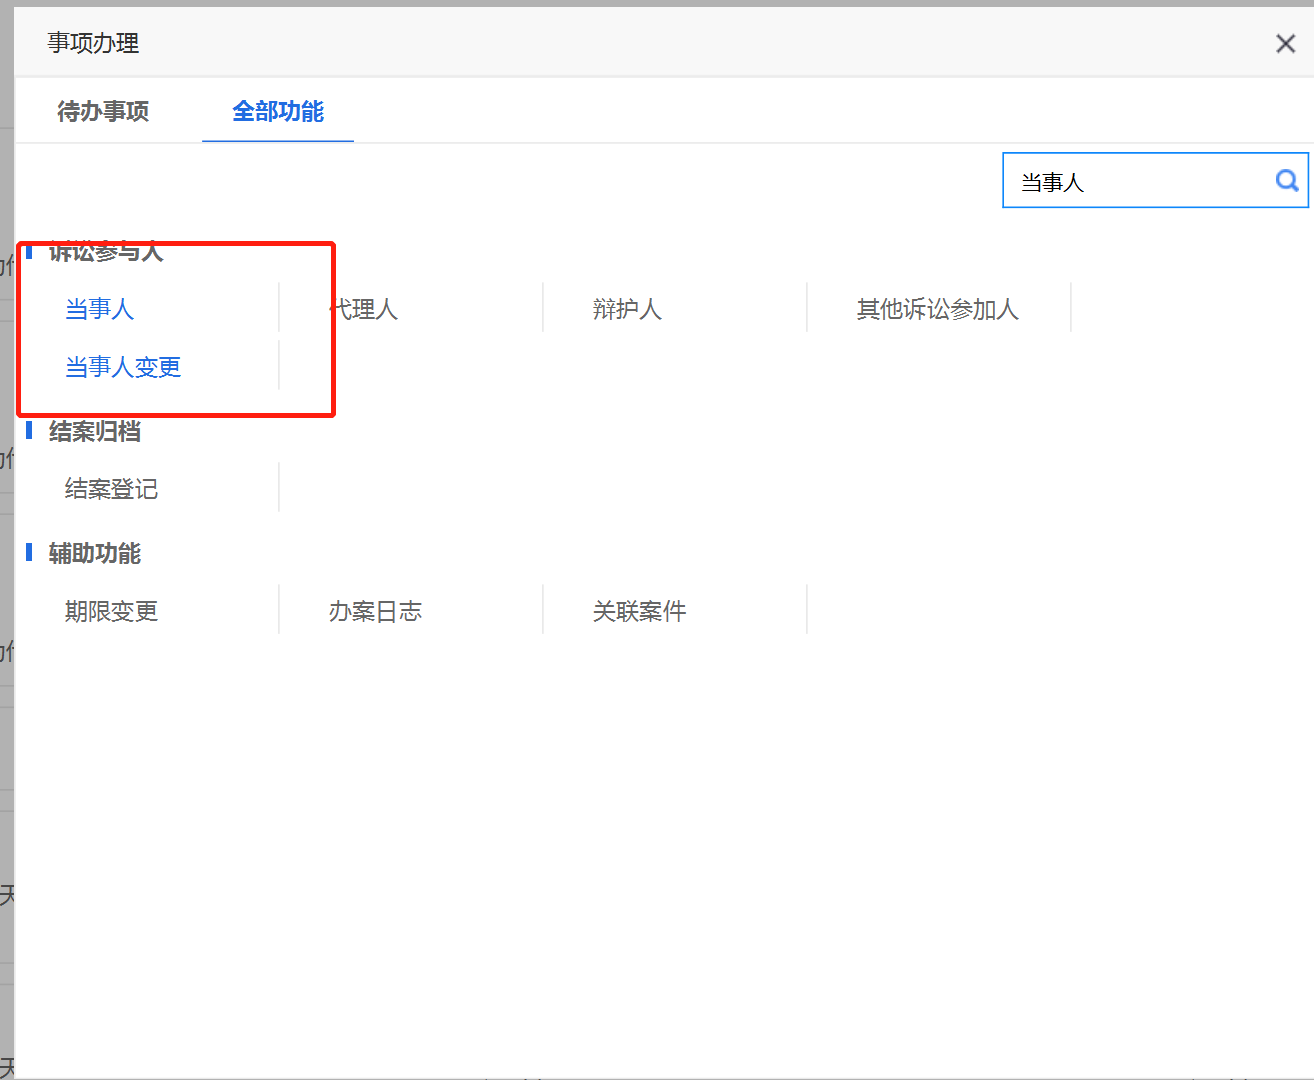 事项办理
待办事项 全部功能
当事人
诉讼参与人
当事人 代理人 辩护人 其他诉讼参加人
当事人变更
结案归档
结案登记
辅助功能
期限变更 办案日志 关联案件
天
天